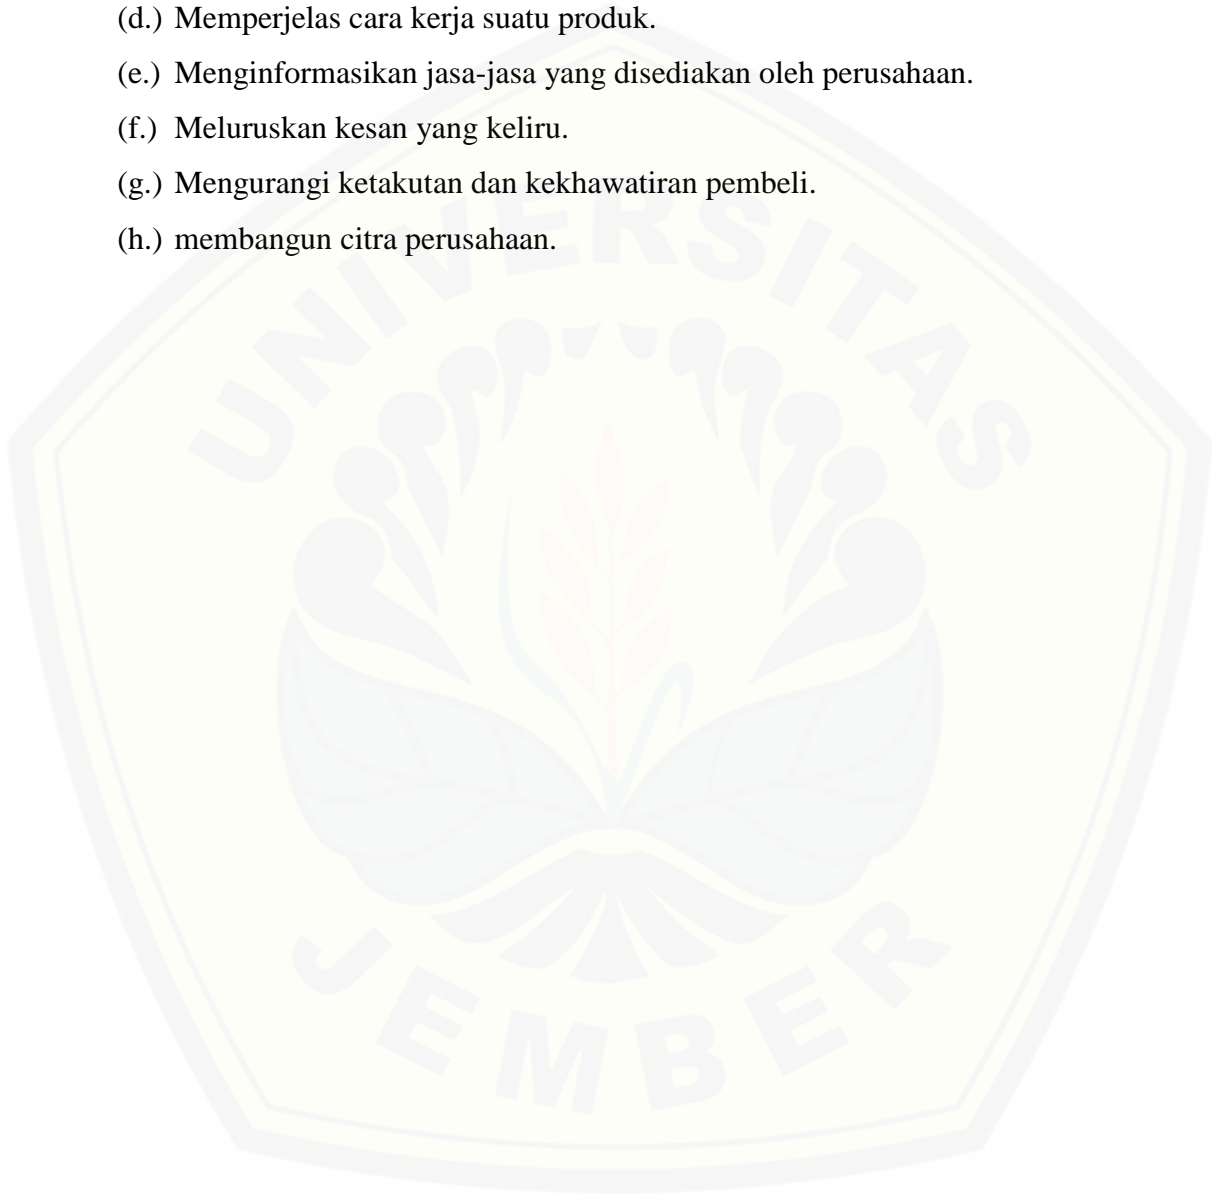 (d.) Memperjelas cara kerja suatu produk.
(e.) Menginformasikan jasa-jasa yang disediakan oleh perusahaan.
(f.) Meluruskan kesan yang keliru.
(g.) Mengurangi ketakutan dan kekhawatiran pembeli.
(h.) membangun citra perusahaan.
UNIVERSITAS
JEMBER